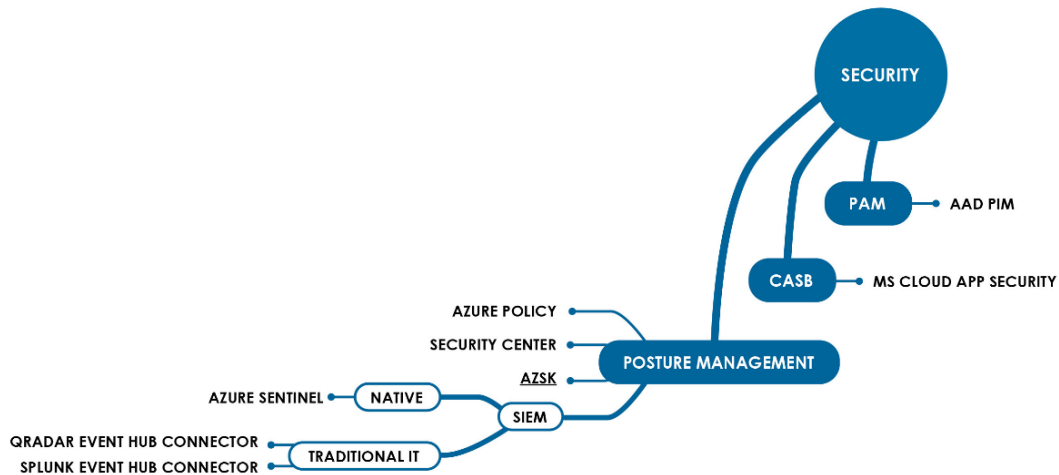 SECURITY
PAM
AAD PIM
CASB
MS CLOUD APP SECURITY
AZURE POLICY
SECURITY CENTER
POSTURE MANAGEMENT
AZSK
AZURE SENTINEL
NATIVE
SIEM
QRADAR EVENT HUB CONNECTOR
TRADITIONAL IT
SPLUNK EVENT HUB CONNECTOR